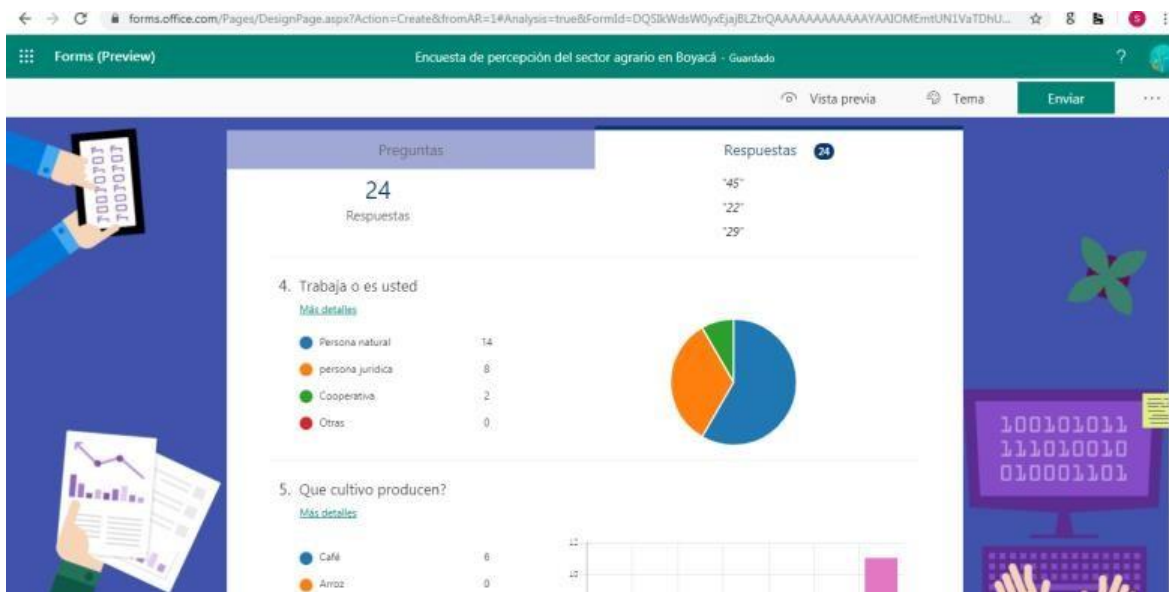 forms.office.com/Pages/DesignPage.aspx?Action=Create&fromAR=1#Analysis=true&FormId=
Forms (Preview)
Encuesta de percepción del sector agrario en Boyacá - Guardado
?
Vista previa
Tema
Enviar
...
Preguntas
Respuestas 24
24
Respuestas
"45"
"22"
"29"
4. Trabaja o es usted
Más detalles
Persona natural 14
persona juridica 8
Cooperativa 2
Otras 0
5. Que cultivo producen?
Más detalles
Café 6
Arroz 0
12
10
100101011
111010010
010001101